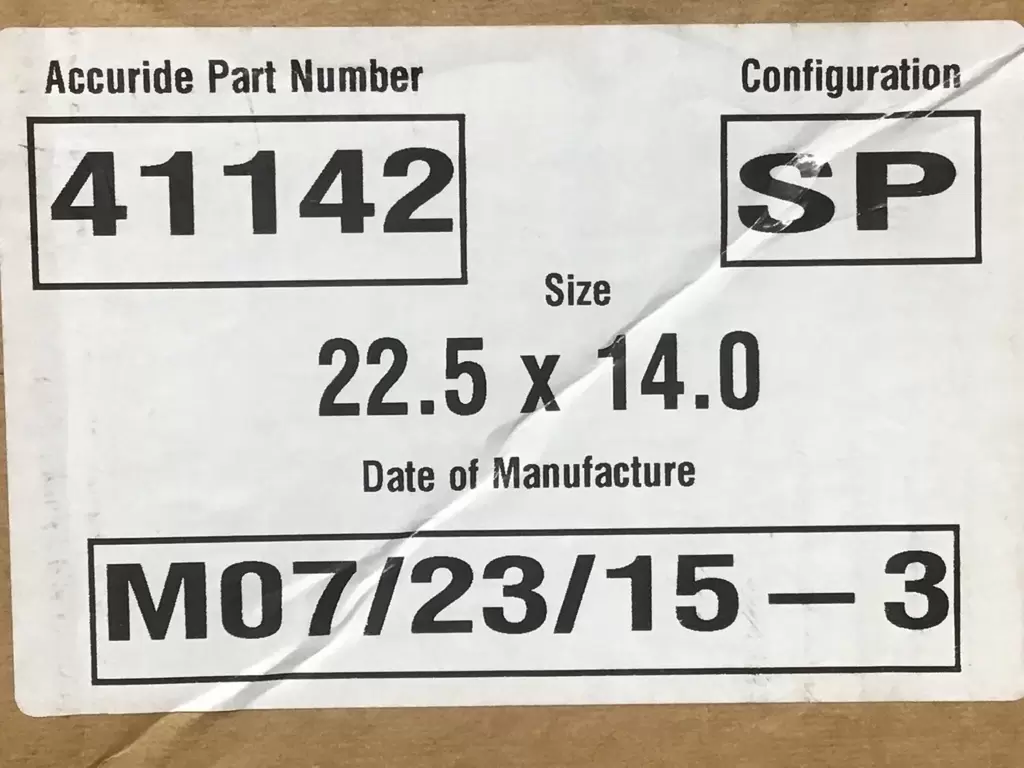 Accuride Part Number Configuration
41142 SP
Size
22.5 x 14.0
Date of Manufacture
M07/23/15 – 3